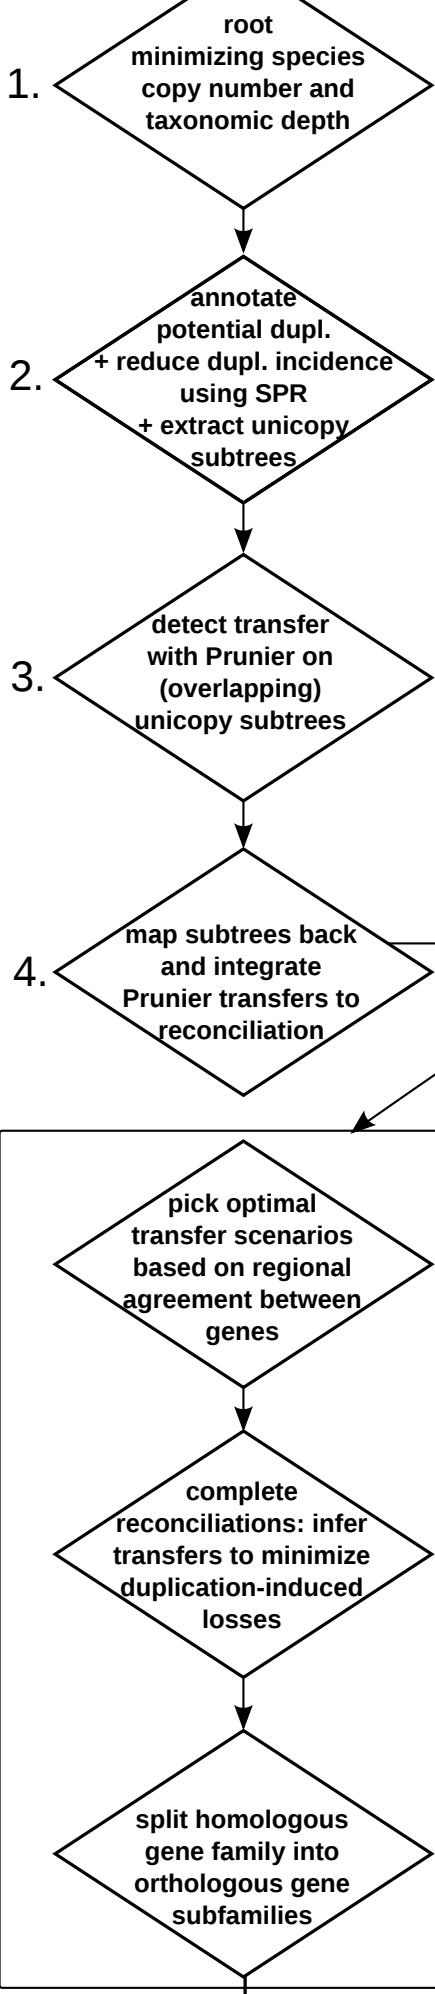 root
minimizing species
1. copy number and
taxonomic depth
annotate
potential dupl.
2. + reduce dupl. incidence
using SPR
+ extract unicopy
subtrees
detect transfer
with Prunier on
3. (overlapping)
unicopy subtrees
map subtrees back
4. and integrate
Prunier transfers to
reconciliation
pick optimal
transfer scenarios
based on regional
agreement between
genes
complete
reconciliations: infer
transfers to minimize
duplication-induced
losses
split homologous
gene family into
orthologous gene
subfamilies